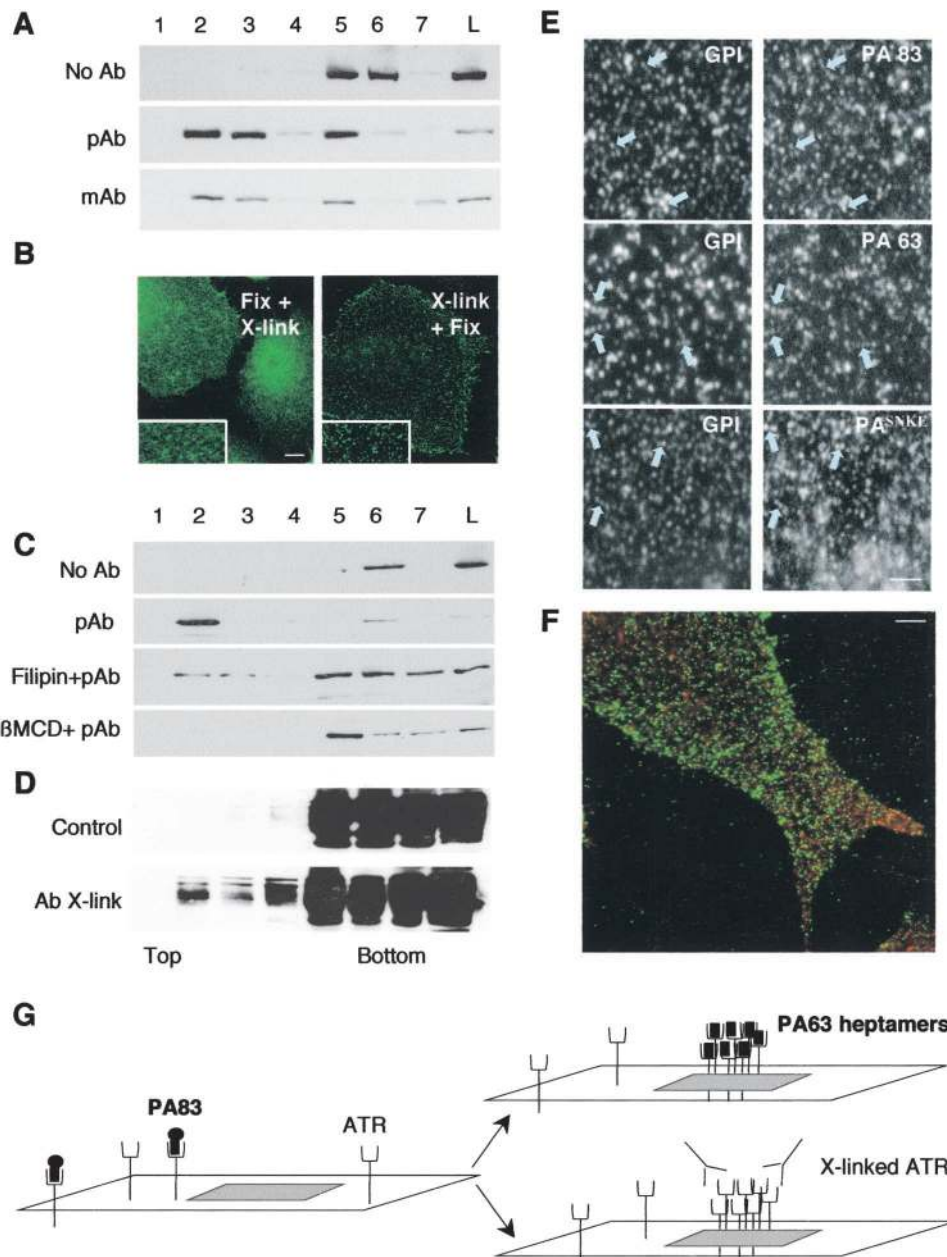 A
1 2 3 4 5 6 7 L
No Ab
pAb
mAb
B
Fix +
X-link
X-link
+ Fix
C
1 2 3 4 5 6 7 L
No Ab
pAb
Filipin+pAb
βMCD+ pAb
D
Control
Ab X-link
Top Bottom
E
GPI PA 83
GPI PA 63
GPI PASNKE
F
G
PA83
ATR
PA63 heptamers
X-linked ATR